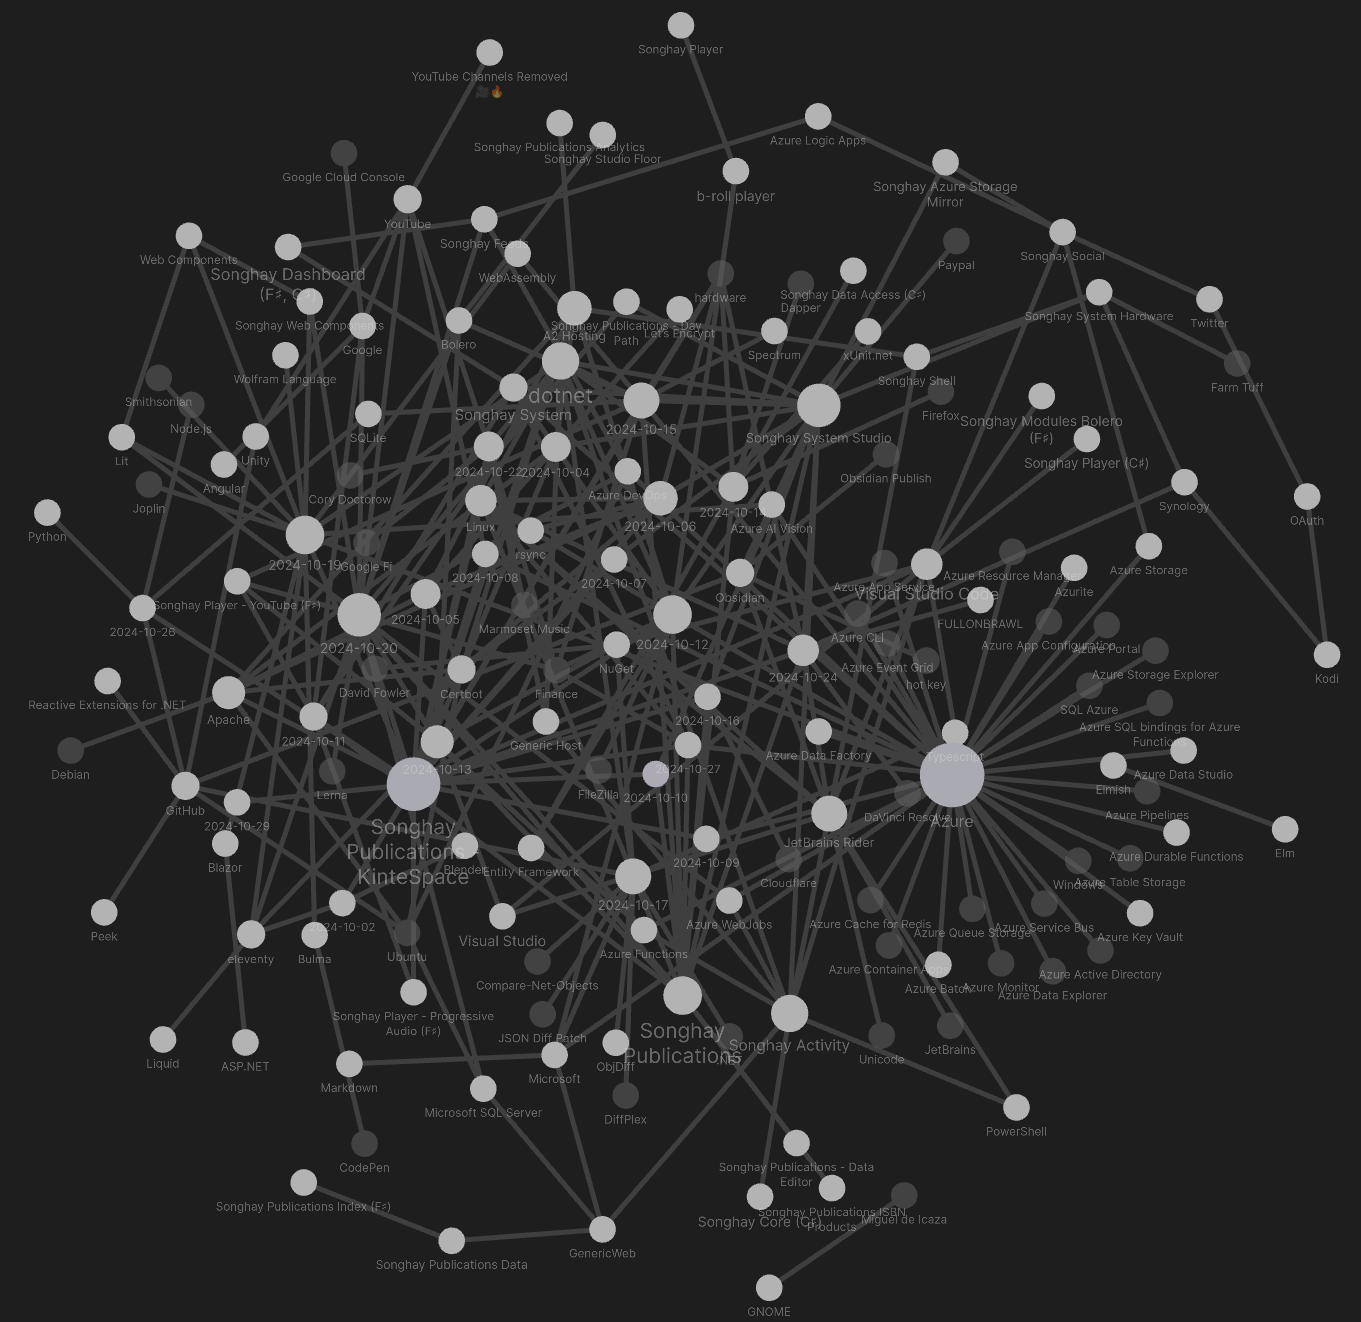 Songhay Player
YouTube Channels Removed
🎥🔥
Azure Logic Apps
Songhay Publications Analytics
Songhay Studio Floor
Google Cloud Console
Songhay Azure Storage
Mirror
b-roll player
YouTube
Songhay Feeds
Songhay Social
Web Components
Paypal
Songhay Dashboard
(F♯, C♯)
WebAssembly
hardware
Songhay Data Access (C♯)
Dapper
Songhay System Hardware
Twitter
Songhay Web Components
Google
Bolero
A2 Hosting
Songhay Publications - Day
Path
Let's Encrypt
Spectrum
xUnit.net
Songhay Shell
Farm Tuff
Wolfram Language
Smithsonian
Node.js
dotnet
Songhay System
2024-10-15
Songhay System Studio
Firefox
Songhay Modules Bolero
(F♯)
Songhay Player (C♯)
SQLite
Lit
Unity
Angular
2024-10-22
2024-10-04
Obsidian Publish
Joplin
Cory Doctorow
Azure DevOps
Synology
Python
Linux
2024-10-06
2024-10-14
Azure AI Vision
OAuth
rsync
2024-10-19
Google Fi
2024-10-08
2024-10-07
Obsidian
Azure App Service
Visual Studio Code
Azure Resource Manager
Azurite
Azure Storage
Songhay Player - YouTube (F♯)
2024-10-26
2024-10-05
Marmoset Music
FULLONBRAWL
2024-10-20
2024-10-12
Azure CLI
Azure App Configuration
Azure Portal
NuGet
2024-10-24
Azure Event Grid
hot key
Azure Storage Explorer
Kodi
Reactive Extensions for .NET
David Fowler
Certbot
Finance
SQL Azure
Apache
2024-10-16
Azure SQL bindings for Azure
Functions
2024-10-11
Generic Host
Azure Data Factory
Typescript
Debian
2024-10-13
2024-10-27
Azure Data Studio
Lerna
FileZilla
2024-10-10
Elmish
GitHub
2024-10-29
DaVinci Resolve
Azure
Azure Pipelines
Songhay
Publications -
KinteSpace
JetBrains Rider
Elm
Blazor
Blender
Entity Framework
2024-10-09
Cloudflare
Azure Durable Functions
Windows
Azure Table Storage
2024-10-17
Peek
2024-10-02
Visual Studio
Azure WebJobs
Azure Cache for Redis
Azure Queue Storage
Azure Service Bus
Azure Key Vault
eleventy
Bulma
Ubuntu
Azure Functions
Azure Container Apps
Azure Batch
Azure Monitor
Azure Data Explorer
Azure Active Directory
Compare-Net-Objects
Songhay Player - Progressive
Audio (F♯)
JSON Diff Patch
Songhay
Publications
Songhay Activity
.NET
Unicode
JetBrains
Liquid
ASP.NET
Markdown
Microsoft
ObjDiff
Microsoft SQL Server
DiffPlex
PowerShell
CodePen
Songhay Publications - Data
Editor
Songhay Publications Index (F♯)
Songhay Core (C♯)
Songhay Publications ISBN
Products
Miguel de Icaza
GenericWeb
Songhay Publications Data
GNOME